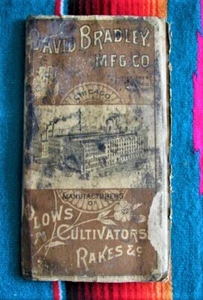 DAVID BRADLEY
MFG. CO
CHICAGO
MANUFACTURERS
OF
PLOWS
CULTIVATORS
RAKES &c